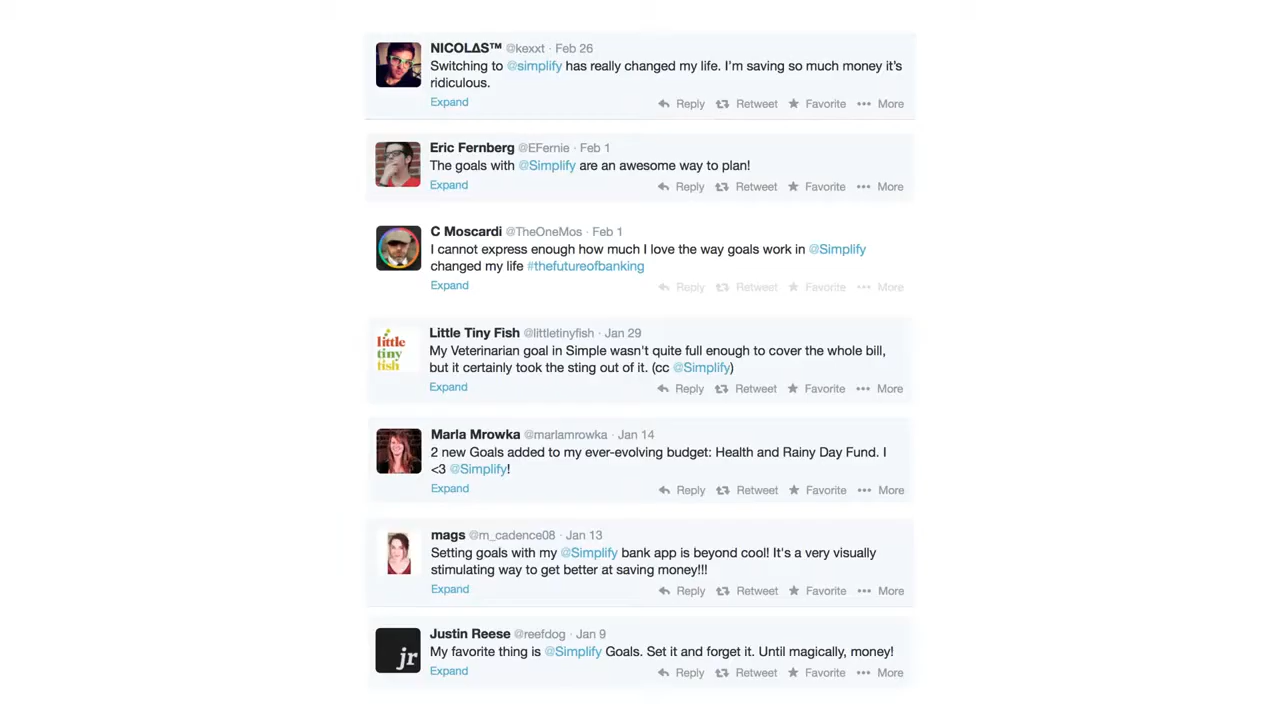 NICOLΔS™ @kexxt · Feb 26
Switching to @simplify has really changed my life. I'm saving so much money it's
ridiculous.
Expand
Reply Retweet Favorite More
Eric Fernberg @EFernie · Feb 1
The goals with @Simplify are an awesome way to plan!
Expand
Reply Retweet Favorite More
C Moscardi @TheOneMos · Feb 1
I cannot express enough how much I love the way goals work in @Simplify
changed my life #thefutureofbanking
Expand
Reply Retweet Favorite More
little
tiny
fish
Little Tiny Fish @littletinyfish · Jan 29
My Veterinarian goal in Simple wasn't quite full enough to cover the whole bill,
but it certainly took the sting out of it. (cc @Simplify)
Expand
Reply Retweet Favorite More
Marla Mrowka @marlamrowka · Jan 14
2 new Goals added to my ever-evolving budget: Health and Rainy Day Fund. I
<3 @Simplify!
Expand
Reply Retweet Favorite More
mags @m_cadence08 · Jan 13
Setting goals with my @Simplify bank app is beyond cool! It's a very visually
stimulating way to get better at saving money!!!
Expand
Reply Retweet Favorite More
jr
Justin Reese @reefdog · Jan 9
My favorite thing is @Simplify Goals. Set it and forget it. Until magically, money!
Expand
Reply Retweet Favorite More